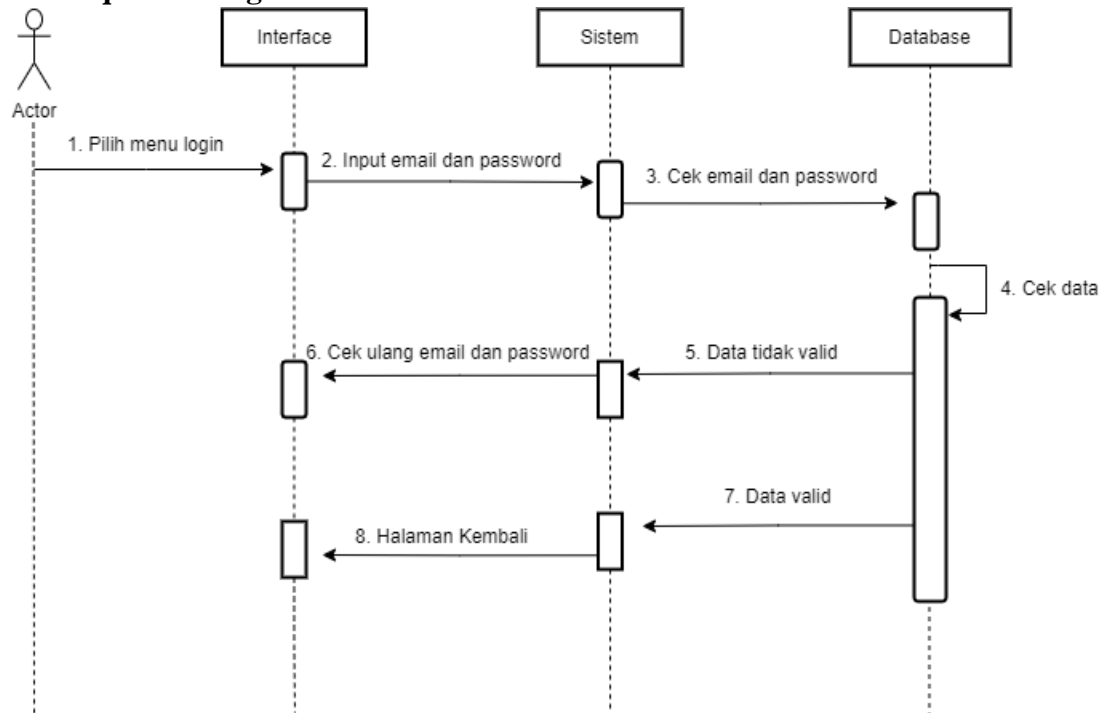 Interface
Sistem
Database
Actor
1. Pilih menu login
2. Input email dan password
3. Cek email dan password
4. Cek data
5. Data tidak valid
6. Cek ulang email dan password
7. Data valid
8. Halaman Kembali